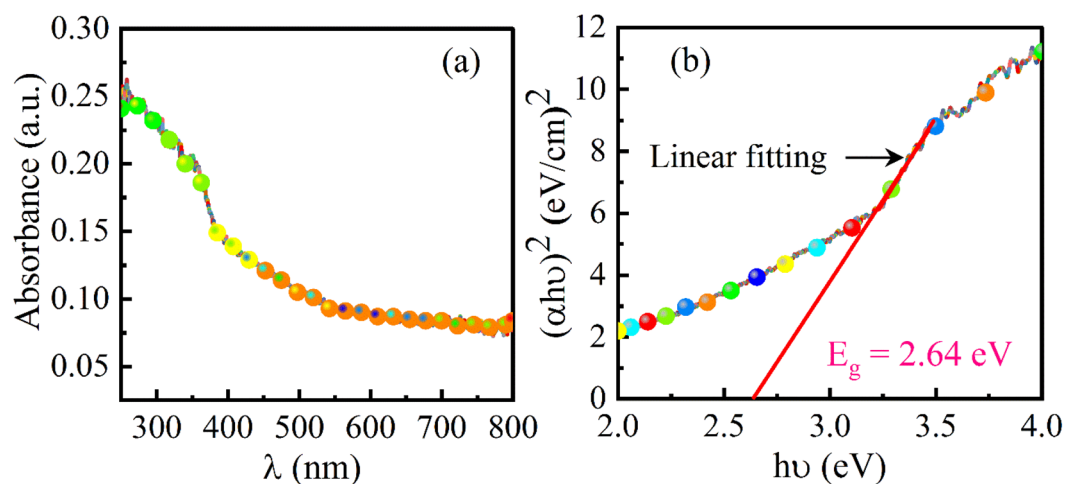 (a)
Absorbance (a.u.)
0.30
0.25
0.20
0.15
0.10
0.05
300 400 500 600 700 800
λ (nm)
(b)
(αhυ)² (eV/cm)²
12
10
8
6
4
2
0
Linear fitting
E_g = 2.64 eV
2.0 2.5 3.0 3.5 4.0
hυ (eV)